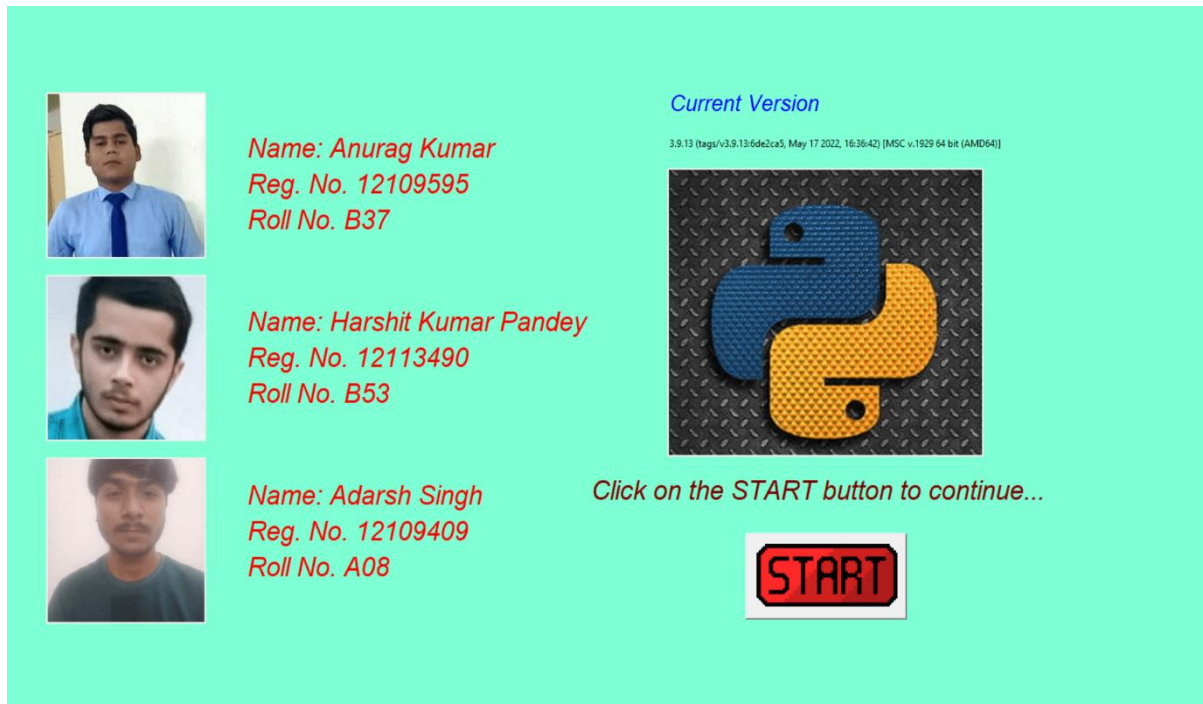 Name: Anurag Kumar
Reg. No. 12109595
Roll No. B37
Name: Harshit Kumar Pandey
Reg. No. 12113490
Roll No. B53
Name: Adarsh Singh
Reg. No. 12109409
Roll No. A08
Current Version
3.9.13 (tags/v3.9.13:6de2ca5, May 17 2022, 16:36:42) [MSC v.1929 64 bit (AMD64)]
Click on the START button to continue...
START